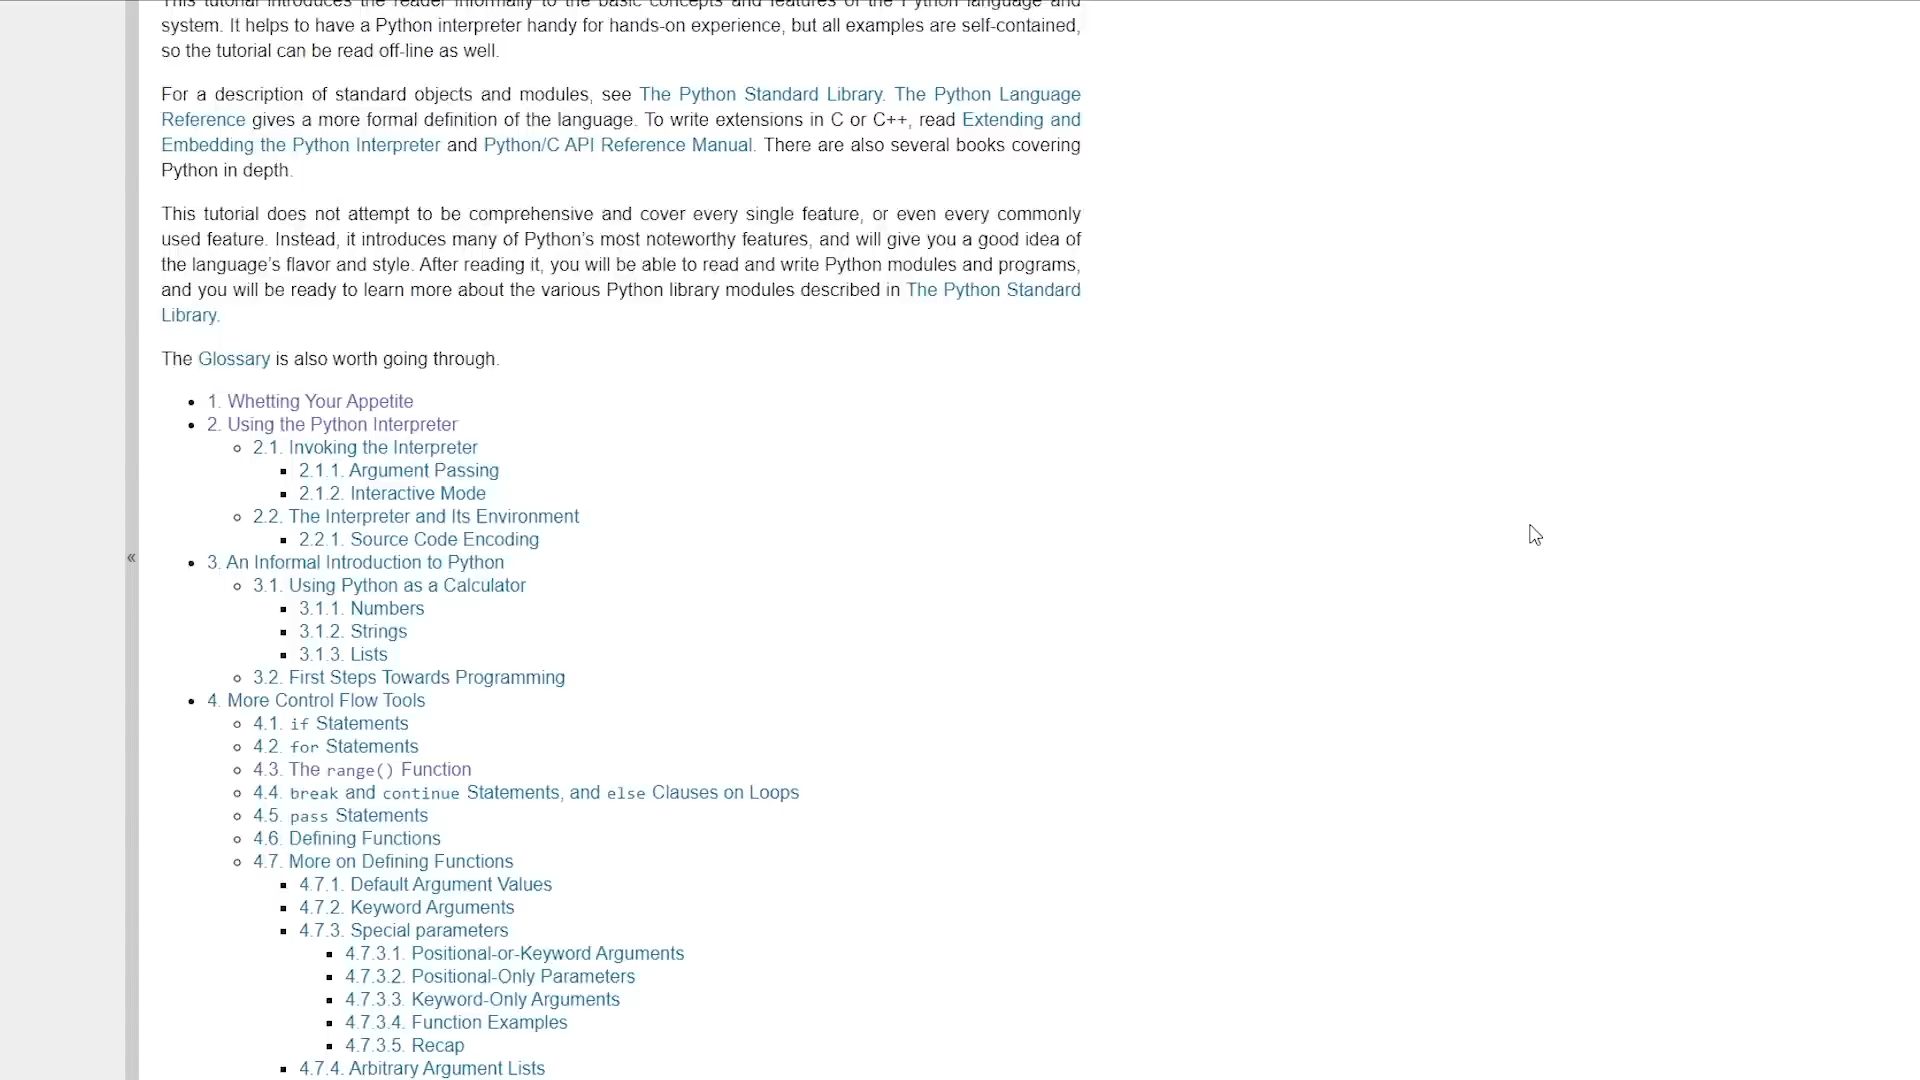 This tutorial introduces the reader informally to the basic concepts and features of the Python language and
system. It helps to have a Python interpreter handy for hands-on experience, but all examples are self-contained,
so the tutorial can be read off-line as well.
For a description of standard objects and modules, see The Python Standard Library. The Python Language
Reference gives a more formal definition of the language. To write extensions in C or C++, read Extending and
Embedding the Python Interpreter and Python/C API Reference Manual. There are also several books covering
Python in depth.
This tutorial does not attempt to be comprehensive and cover every single feature, or even every commonly
used feature. Instead, it introduces many of Python’s most noteworthy features, and will give you a good idea of
the language’s flavor and style. After reading it, you will be able to read and write Python modules and programs,
and you will be ready to learn more about the various Python library modules described in The Python Standard
Library.
The Glossary is also worth going through.
1. Whetting Your Appetite
2. Using the Python Interpreter
2.1. Invoking the Interpreter
2.1.1. Argument Passing
2.1.2. Interactive Mode
2.2. The Interpreter and Its Environment
2.2.1. Source Code Encoding
«
3. An Informal Introduction to Python
3.1. Using Python as a Calculator
3.1.1. Numbers
3.1.2. Strings
3.1.3. Lists
3.2. First Steps Towards Programming
4. More Control Flow Tools
4.1. if Statements
4.2. for Statements
4.3. The range() Function
4.4. break and continue Statements, and else Clauses on Loops
4.5. pass Statements
4.6. Defining Functions
4.7. More on Defining Functions
4.7.1. Default Argument Values
4.7.2. Keyword Arguments
4.7.3. Special parameters
4.7.3.1. Positional-or-Keyword Arguments
4.7.3.2. Positional-Only Parameters
4.7.3.3. Keyword-Only Arguments
4.7.3.4. Function Examples
4.7.3.5. Recap
4.7.4. Arbitrary Argument Lists